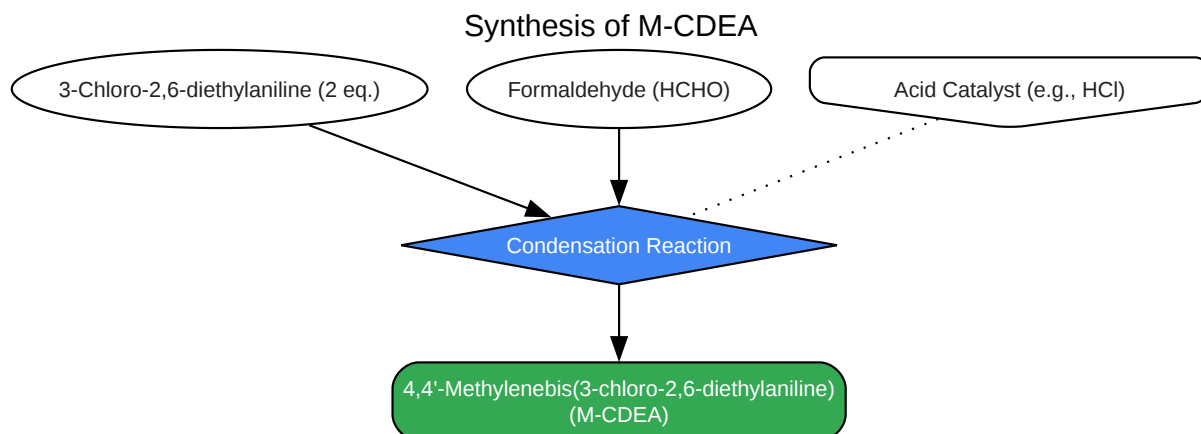 Synthesis of M-CDEA
3-Chloro-2,6-diethylaniline (2 eq.)
Formaldehyde (HCHO)
Acid Catalyst (e.g., HCl)
Condensation Reaction
4,4'-Methylenebis(3-chloro-2,6-diethylaniline)
(M-CDEA)